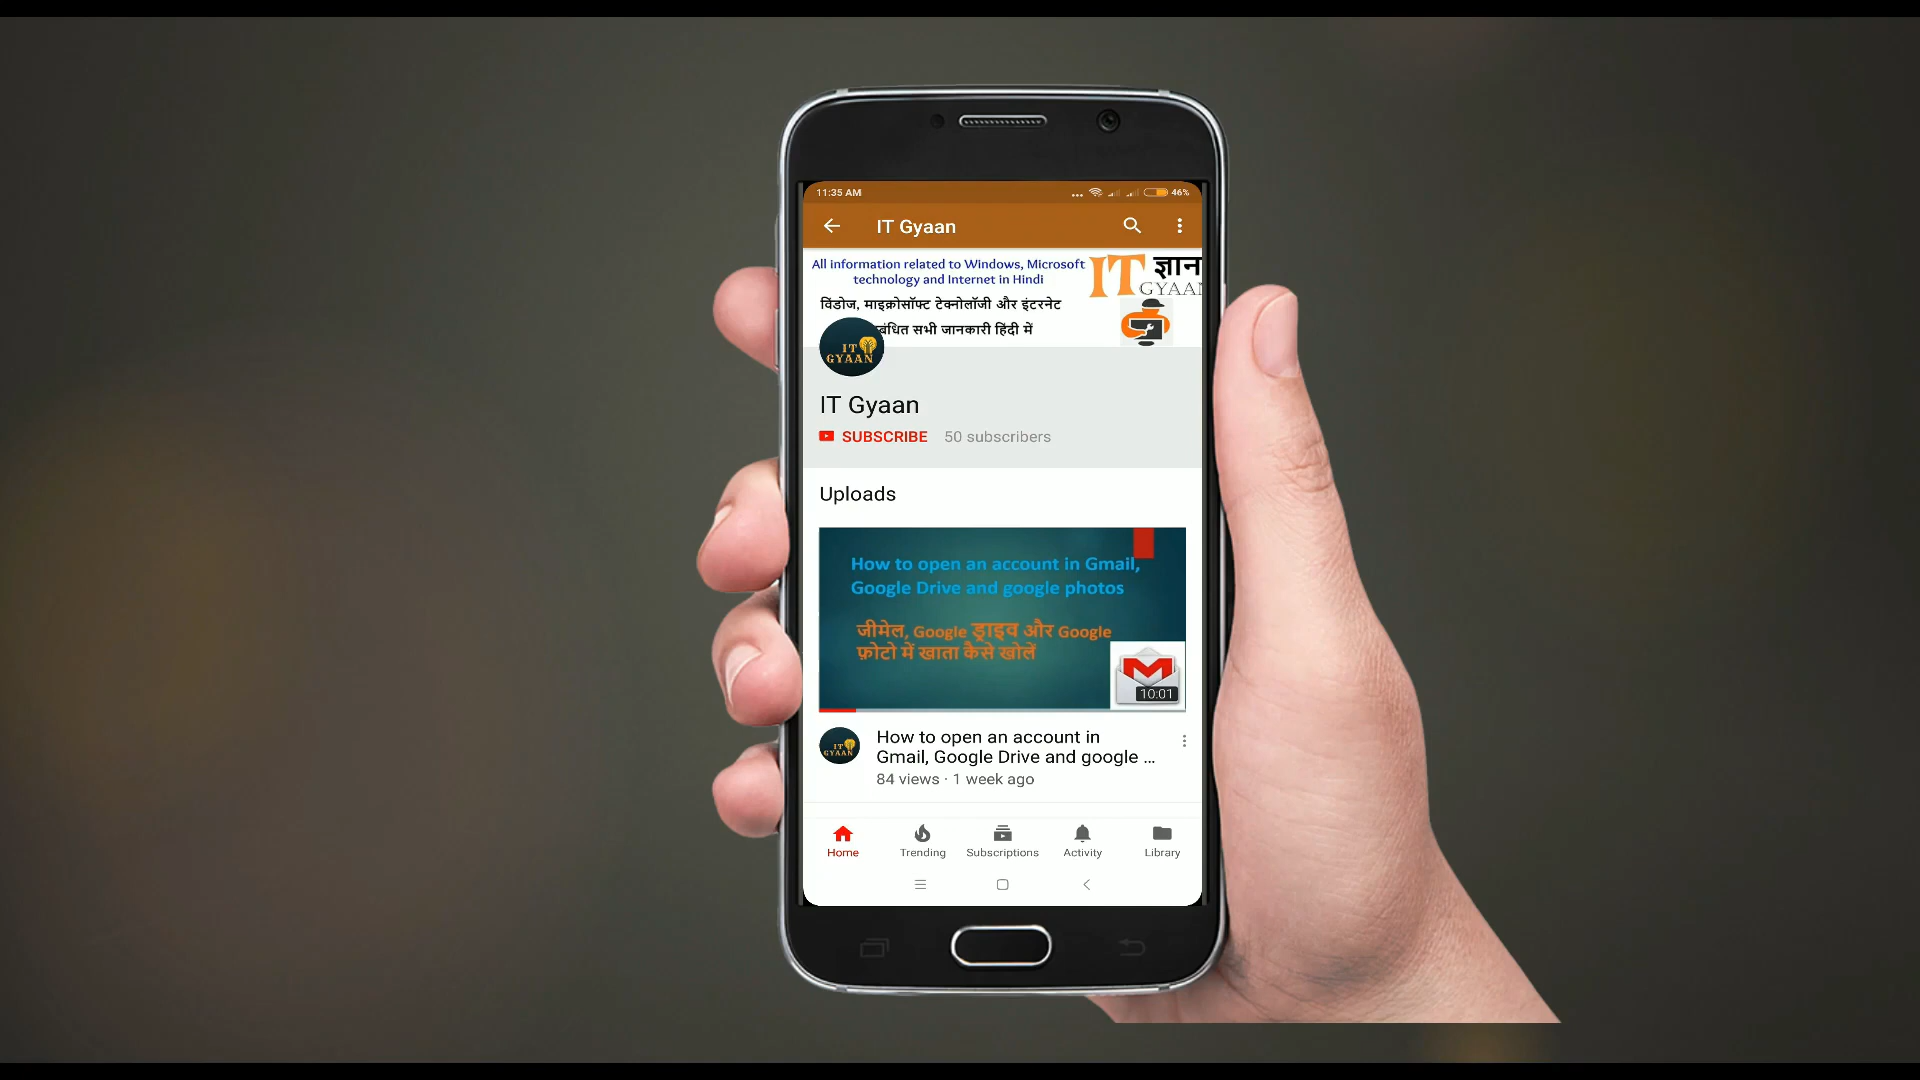 11:35 AM
46%
IT Gyaan
All information related to Windows, Microsoft
technology and Internet in Hindi
IT ज्ञान
GYAA
विंडोज, माइक्रोसॉफ्ट टेक्नोलॉजी और इंटरनेट
बंधित सभी जानकारी हिंदी में
IT
GYAAN
IT Gyaan
SUBSCRIBE 50 subscribers
Uploads
How to open an account in Gmail,
Google Drive and google photos
जीमेल, Google ड्राइव और Google
फ़ोटो में खाता कैसे खोलें
10:01
IT
GYAAN
How to open an account in
Gmail, Google Drive and google ...
84 views · 1 week ago
Home Trending Subscriptions Activity Library